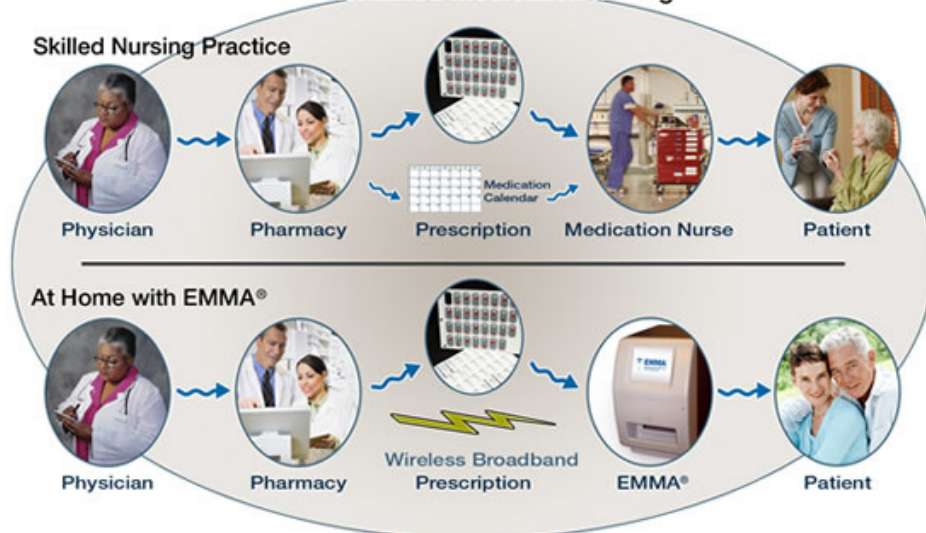 Skilled Nursing Practice
Medication
Calendar
Physician
Pharmacy
Prescription
Medication Nurse
Patient
At Home with EMMA®
EMMA
Wireless Broadband
Physician
Pharmacy
Prescription
EMMA®
Patient